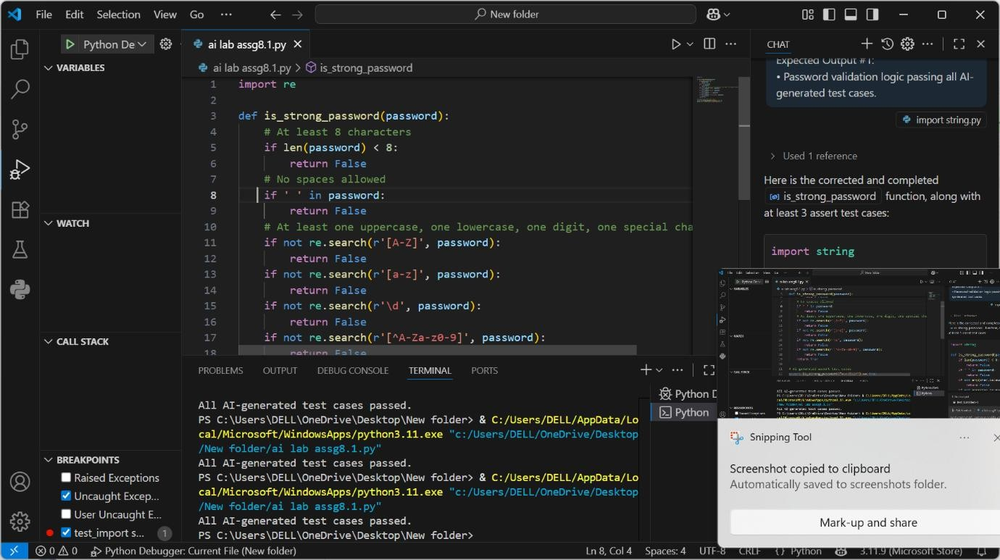 File Edit Selection View Go ··· New folder
Python De
VARIABLES
WATCH
CALL STACK
BREAKPOINTS
Raised Exceptions
Uncaught Excep...
User Uncaught E...
test_import s... 1
ai lab assg8.1.py
ai lab assg8.1.py > is_strong_password
1 import re
2
3 def is_strong_password(password):
4 # At least 8 characters
5 if len(password) < 8:
6 return False
7 # No spaces allowed
8 if ' ' in password:
9 return False
10 # At least one uppercase, one lowercase, one digit, one special cha
11 if not re.search(r'[A-Z]', password):
12 return False
13 if not re.search(r'[a-z]', password):
14 return False
15 if not re.search(r'\d', password):
16 return False
17 if not re.search(r'[^A-Za-z0-9]', password):
18 return False
PROBLEMS OUTPUT DEBUG CONSOLE TERMINAL PORTS
All AI-generated test cases passed.
PS C:\Users\DELL\OneDrive\Desktop\New folder> & C:/Users/DELL/AppData/Lo
cal/Microsoft/WindowsApps/python3.11.exe "c:/Users/DELL/OneDrive/Desktop
/New folder/ai lab assg8.1.py"
All AI-generated test cases passed.
PS C:\Users\DELL\OneDrive\Desktop\New folder> & C:/Users/DELL/AppData/Lo
cal/Microsoft/WindowsApps/python3.11.exe "c:/Users/DELL/OneDrive/Desktop
/New folder/ai lab assg8.1.py"
All AI-generated test cases passed.
PS C:\Users\DELL\OneDrive\Desktop\New folder>
Python D
Python
CHAT
Expected Output #1:
• Password validation logic passing all AI-
generated test cases.
import string.py
Used 1 reference
Here is the corrected and completed
is_strong_password function, along with
at least 3 assert test cases:
import string
Snipping Tool
Screenshot copied to clipboard
Automatically saved to screenshots folder.
Mark-up and share
0 0 Python Debugger: Current File (New folder) Ln 8, Col 4 Spaces: 4 UTF-8 CRLF {} Python 3.11.9 (Microsoft Store)